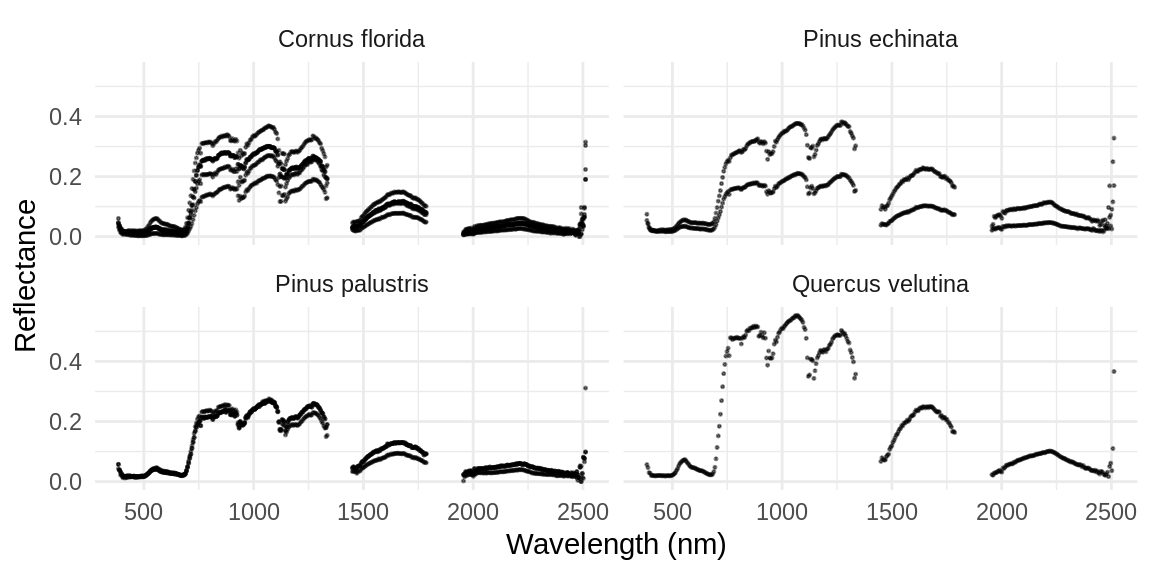 Cornus florida
Pinus echinata
0.4
0.2
0.0
Pinus palustris
Quercus velutina
0.4
0.2
0.0
Reflectance
500 1000 1500 2000 2500 500 1000 1500 2000 2500
Wavelength (nm)